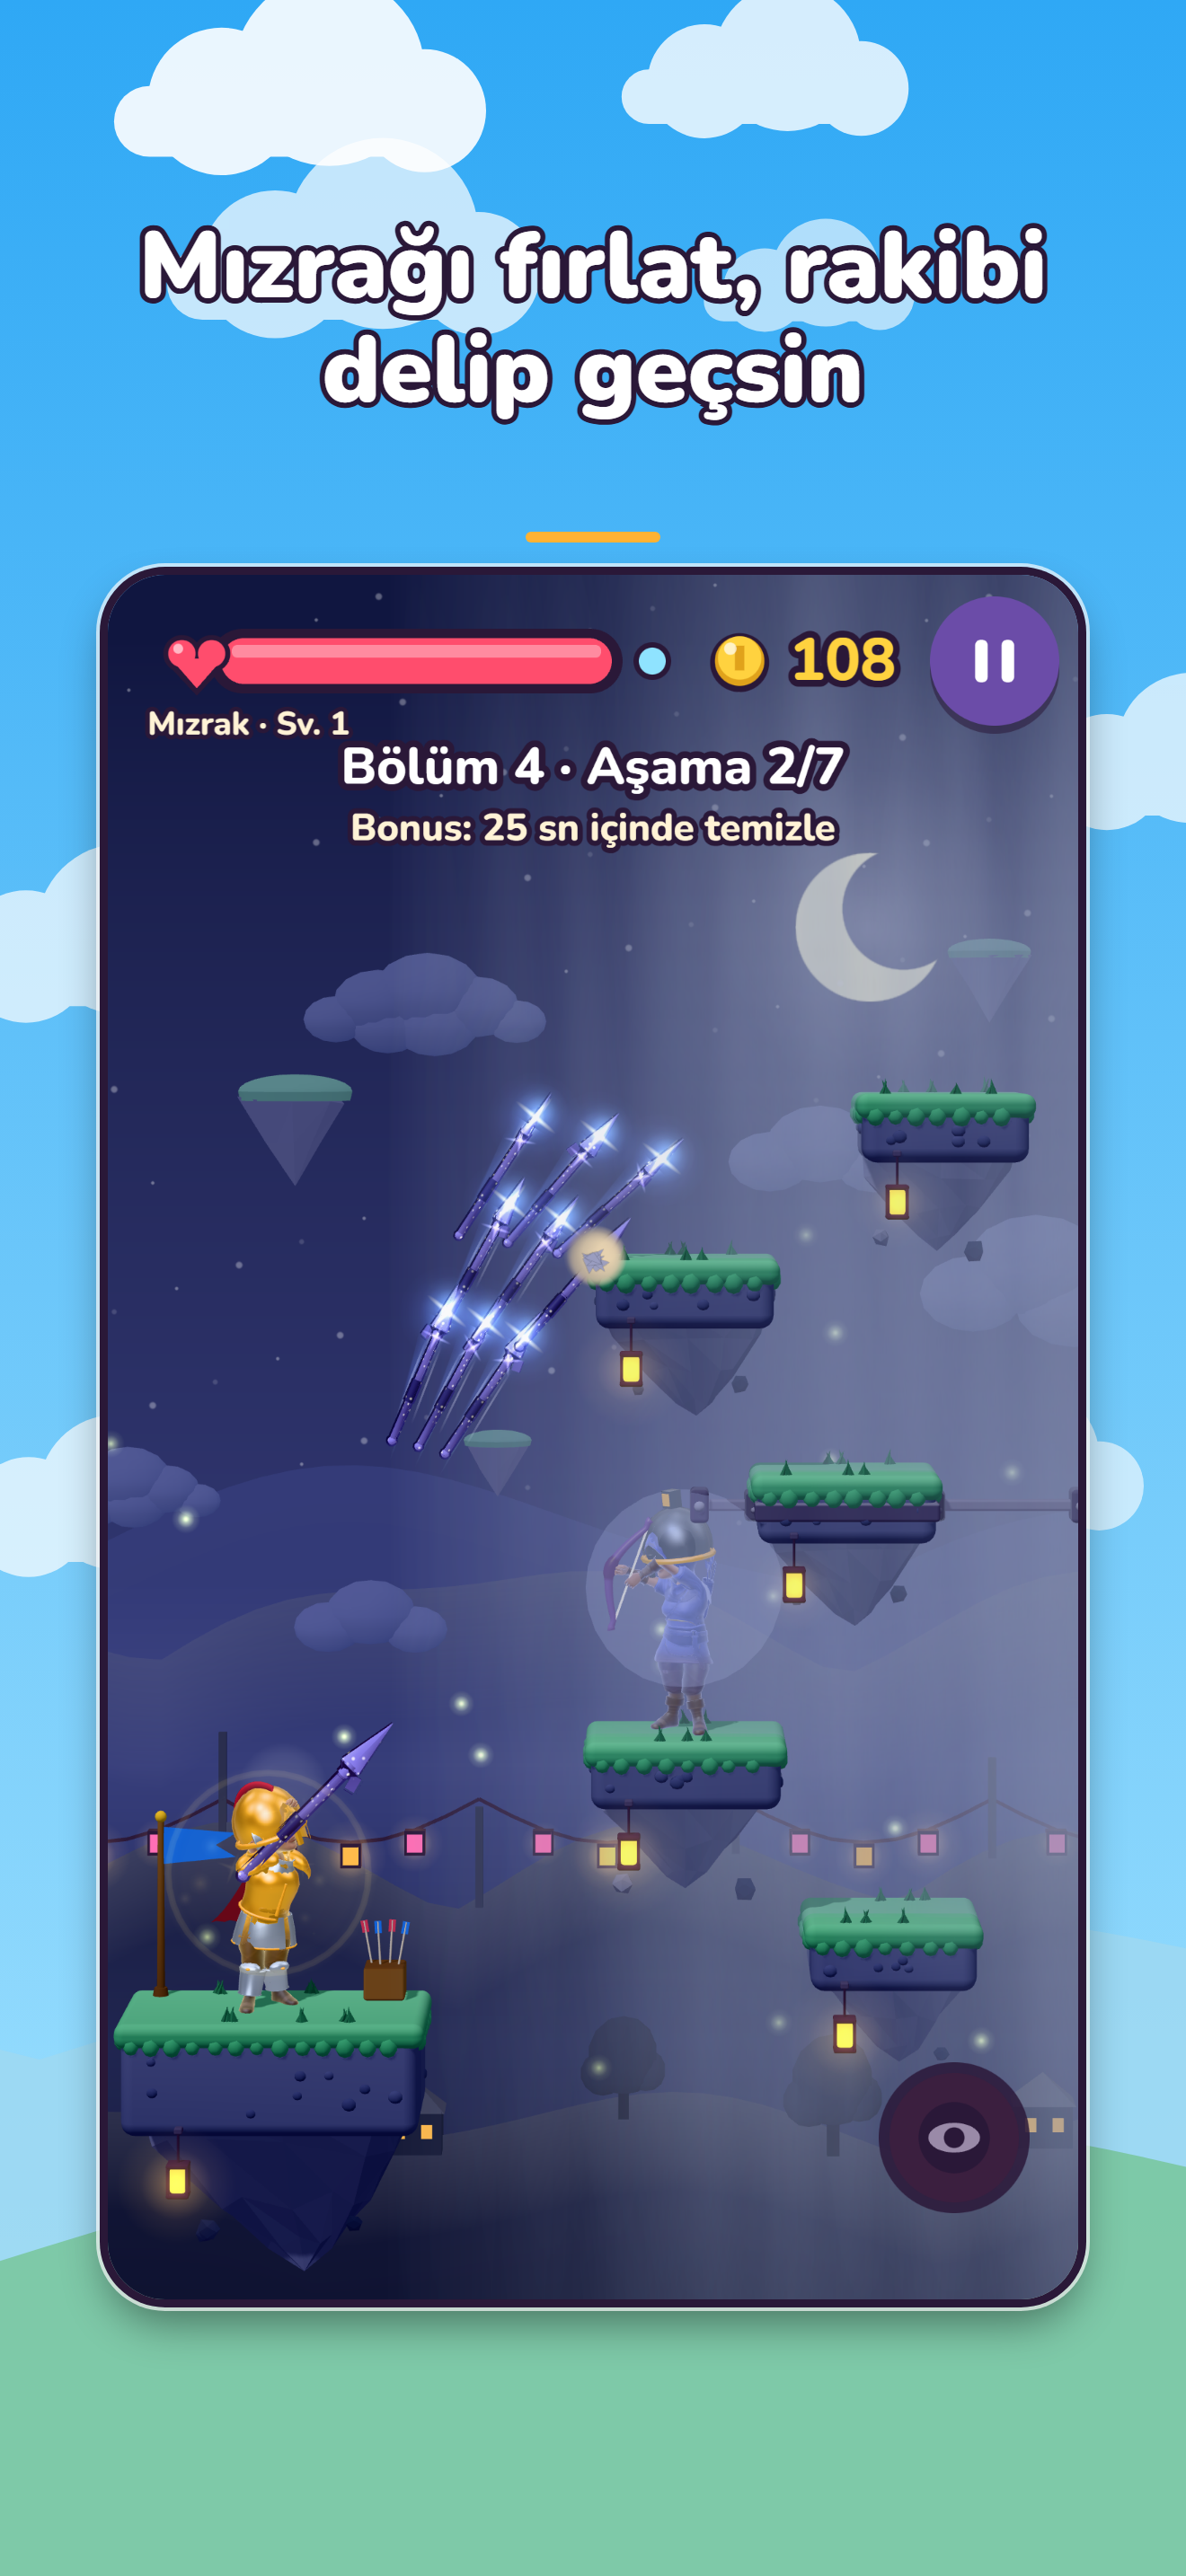 Mızrağı fırlat, rakibi
delip geçsin
108
Mızrak · Sv. 1
Bölüm 4 · Aşama 2/7
Bonus: 25 sn içinde temizle